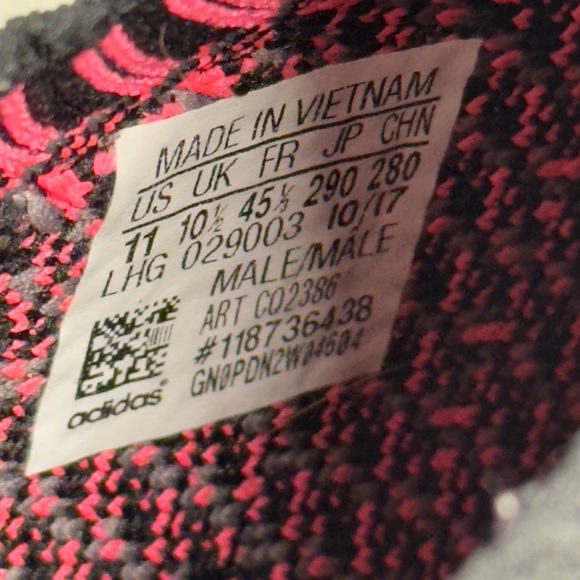 MADE IN VIETNAM
US UK FR JP CHN
11 10½ 45⅓ 290 280
LHG 029003 10/17
MALE/MALE
ART CQ2386
#118736438
GN0PDN2W04604
adidas®